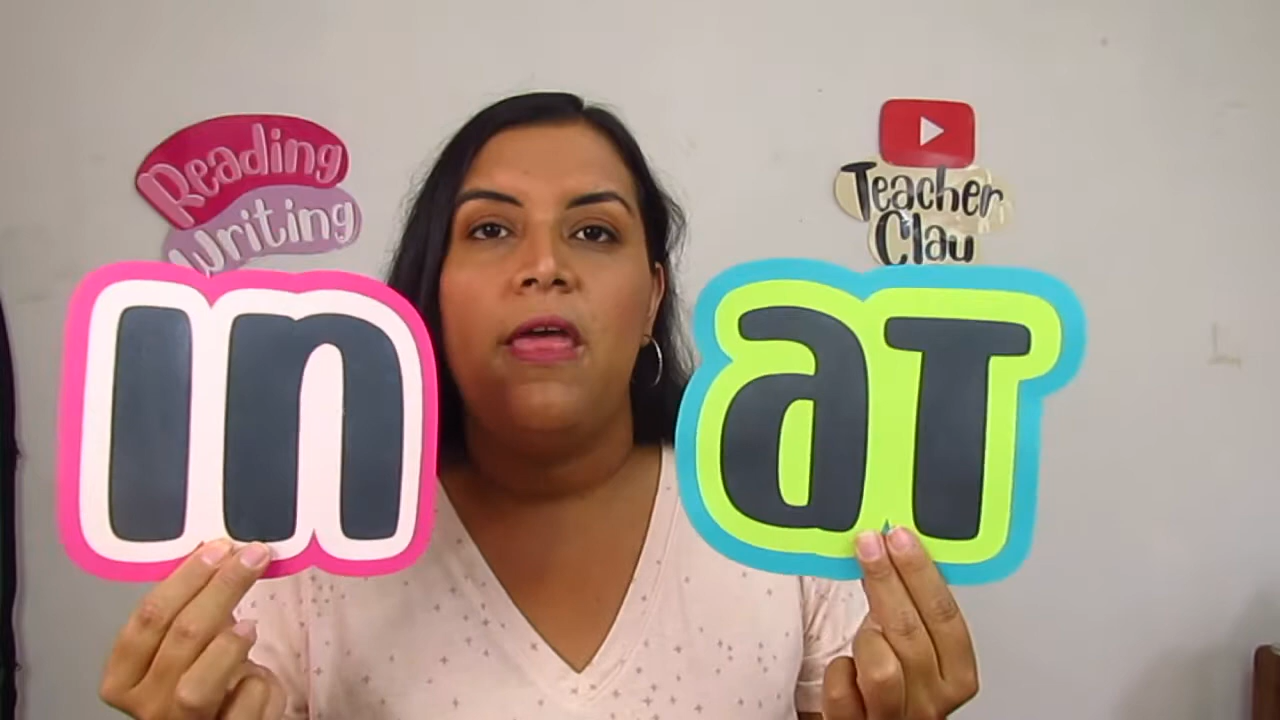 Reading
Writing
Teacher
Clau
in
at